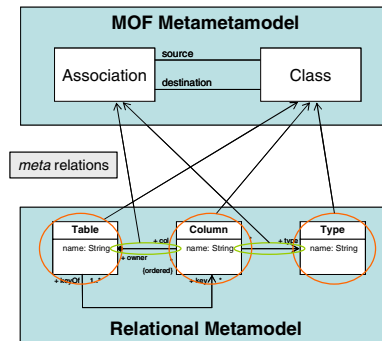 MOF Metametamodel
source
Association
Class
destination
meta relations
Table
Column
Type
name: String
+ col
name: String
+ type
name: String
+ owner
{ordered}
+ keyOf
1..*
+ key
*
Relational Metamodel